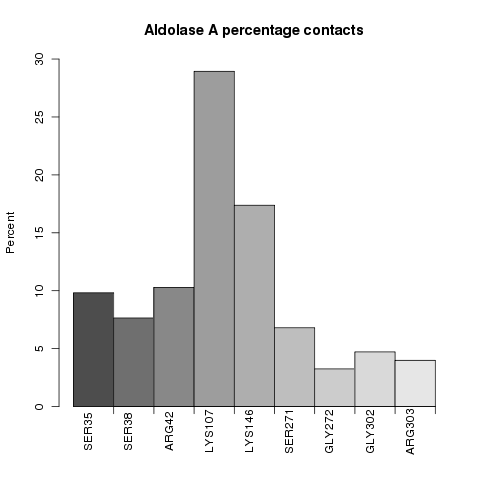 Aldolase A percentage contacts
Percent
30
25
20
15
10
5
0
SER35
SER38
ARG42
LYS107
LYS146
SER271
GLY272
GLY302
ARG303